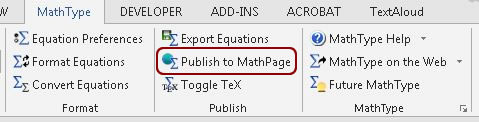 W MathType DEVELOPER ADD-INS ACROBAT TextAloud
Equation Preferences Export Equations MathType Help
Format Equations Publish to MathPage MathType on the Web
Convert Equations Toggle TeX Future MathType
Format Publish MathType